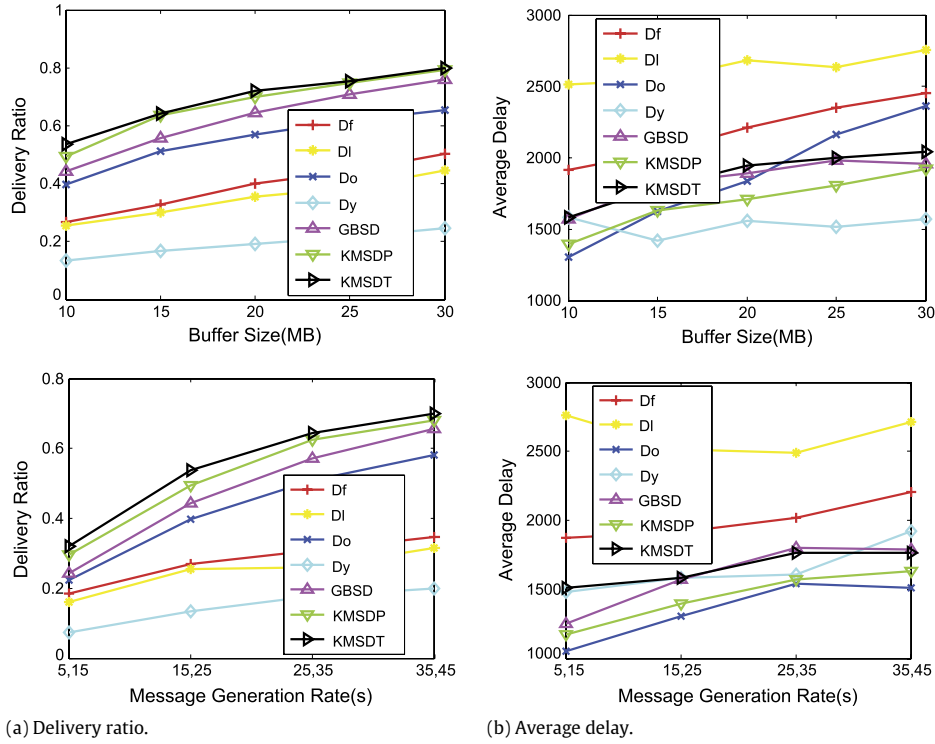 1
0.8
0.6
0.4
0.2
0
10
15
20
25
30
Delivery Ratio
Buffer Size(MB)
Df
Dl
Do
Dy
GBSD
KMSDP
KMSDT
3000
2500
2000
1500
1000
10
15
20
25
30
Average Delay
Buffer Size(MB)
Df
Dl
Do
Dy
GBSD
KMSDP
KMSDT
0.8
0.6
0.4
0.2
0
5,15
15,25
25,35
35,45
Delivery Ratio
Message Generation Rate(s)
Df
Dl
Do
Dy
GBSD
KMSDP
KMSDT
3000
2500
2000
1500
1000
5,15
15,25
25,35
35,45
Average Delay
Message Generation Rate(s)
Df
Dl
Do
Dy
GBSD
KMSDP
KMSDT
(a) Delivery ratio.
(b) Average delay.